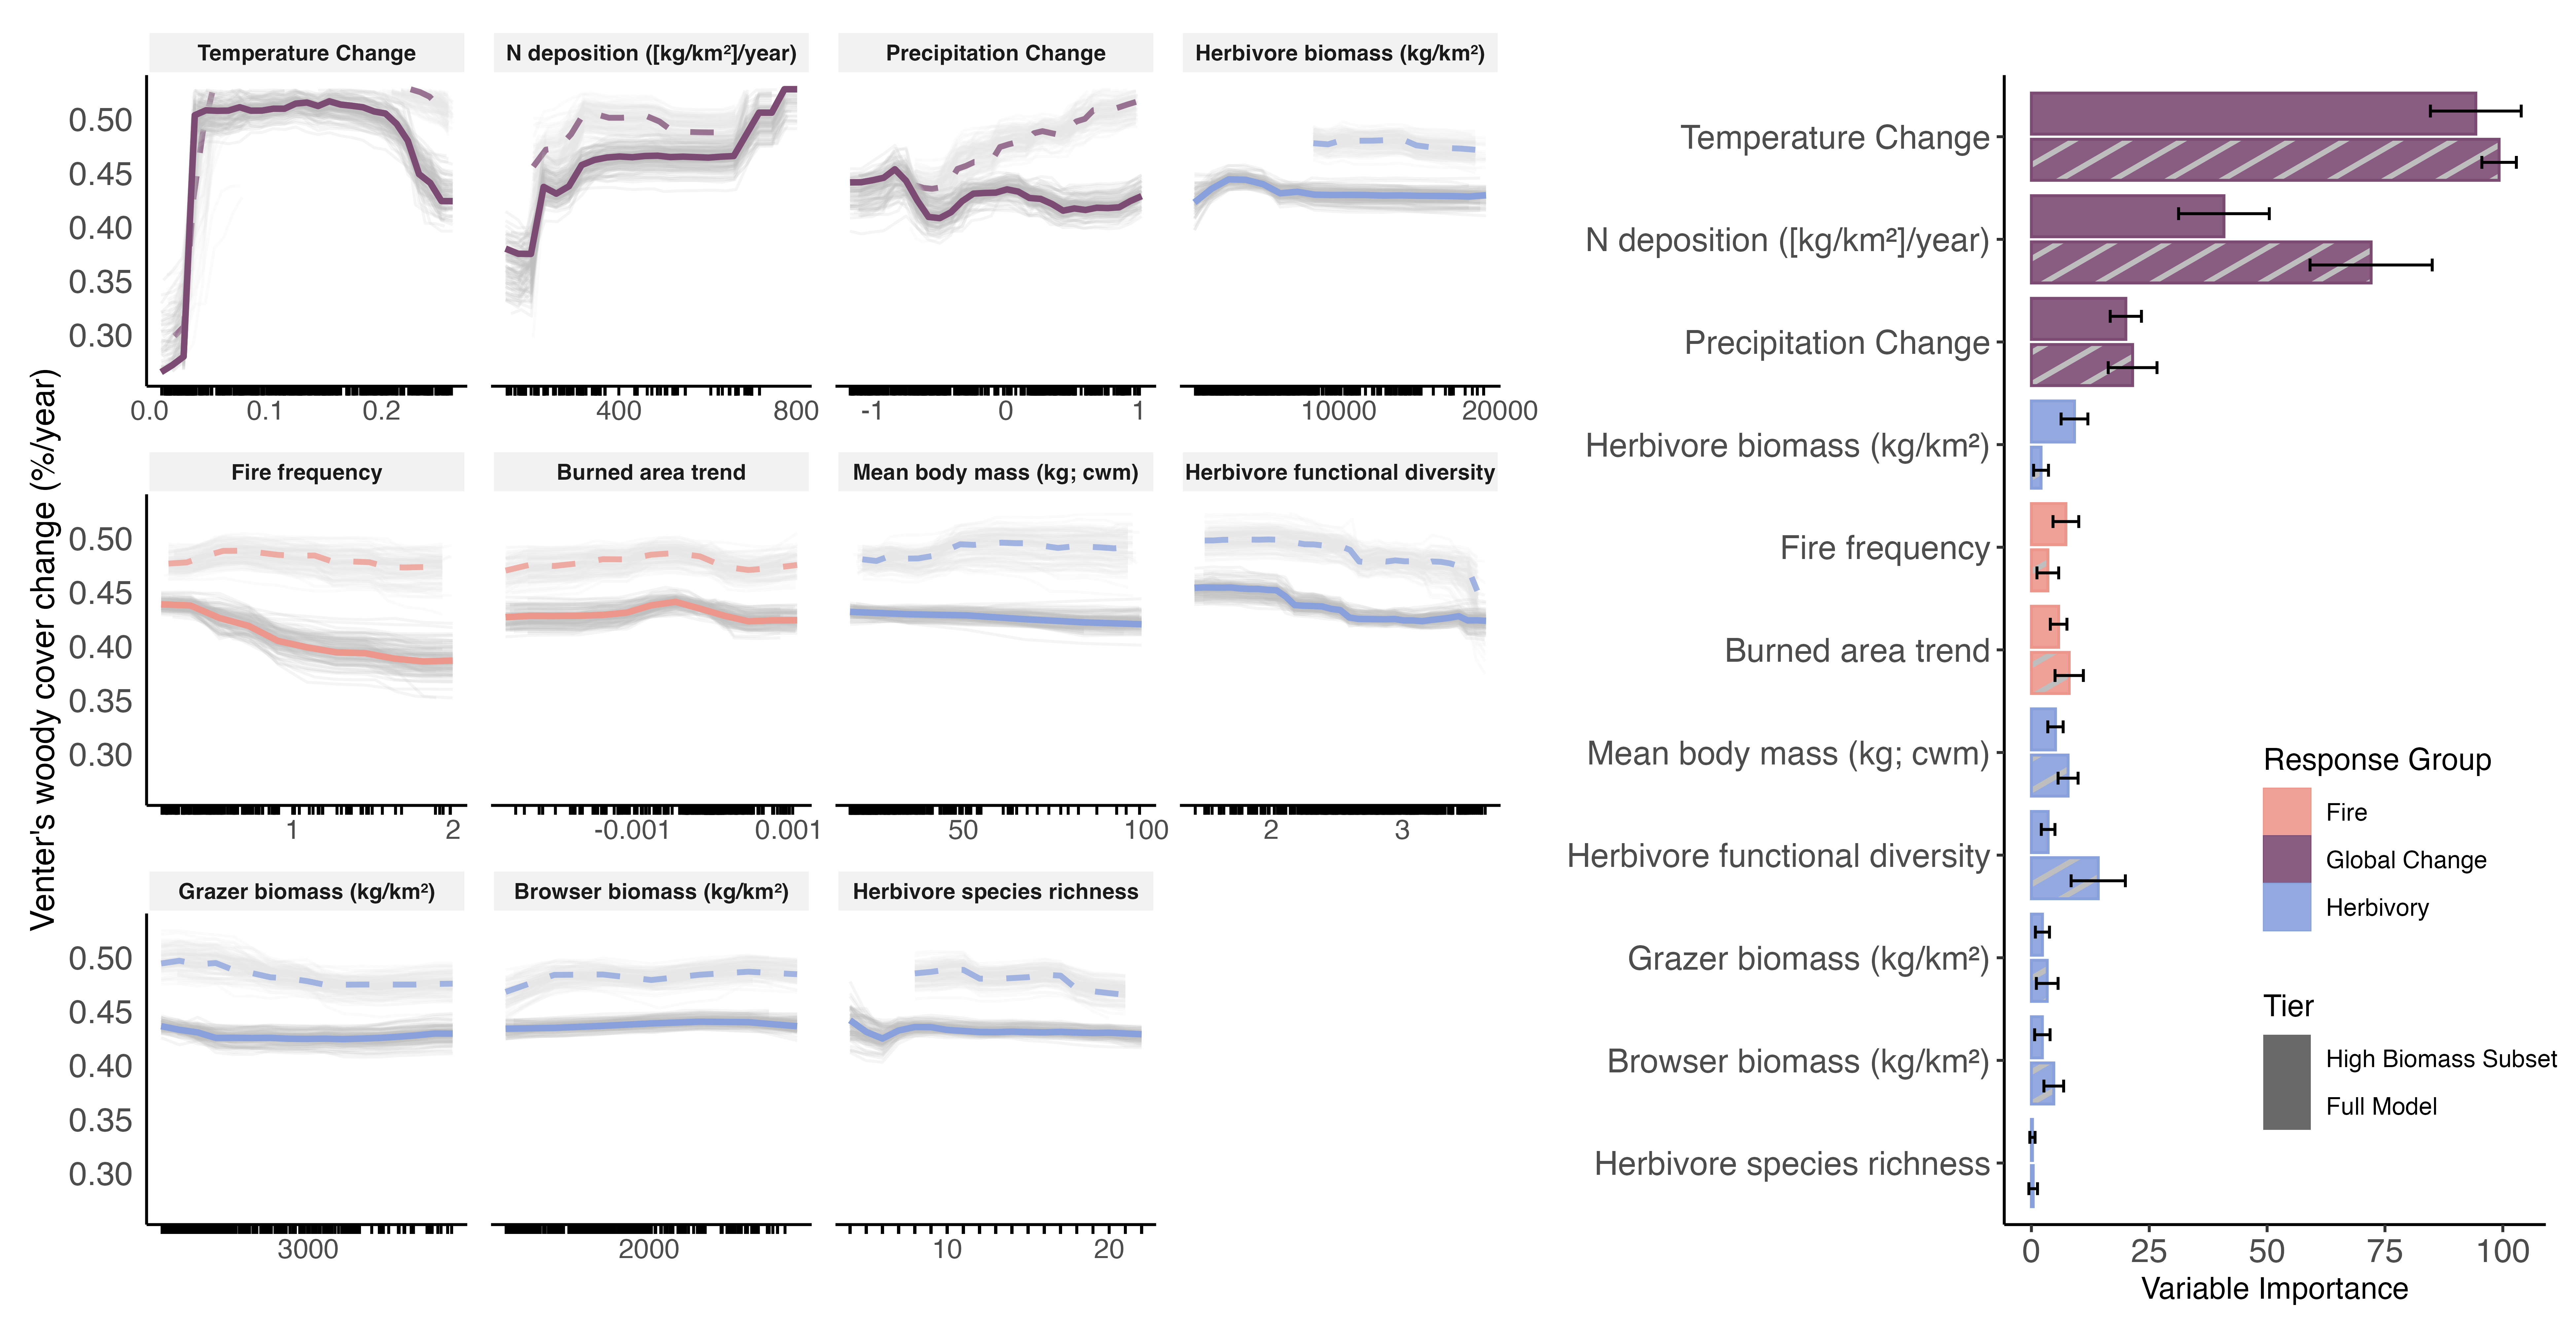 Temperature Change
N deposition ([kg/km²]/year)
Precipitation Change
Herbivore biomass (kg/km²)
0.50
0.45
0.40
0.35
0.30
0.0
0.1
0.2
400
800
-1
0
1
10000
20000
Fire frequency
Burned area trend
Mean body mass (kg; cwm)
Herbivore functional diversity
0.50
0.45
0.40
0.35
0.30
1
2
-0.001
0.001
50
100
2
3
Grazer biomass (kg/km²)
Browser biomass (kg/km²)
Herbivore species richness
0.50
0.45
0.40
0.35
0.30
3000
2000
10
20
Venter's woody cover change (%/year)
Temperature Change
N deposition ([kg/km²]/year)
Precipitation Change
Herbivore biomass (kg/km²)
Fire frequency
Burned area trend
Mean body mass (kg; cwm)
Herbivore functional diversity
Grazer biomass (kg/km²)
Browser biomass (kg/km²)
Herbivore species richness
0
25
50
75
100
Variable Importance
Response Group
Fire
Global Change
Herbivory
Tier
High Biomass Subset
Full Model